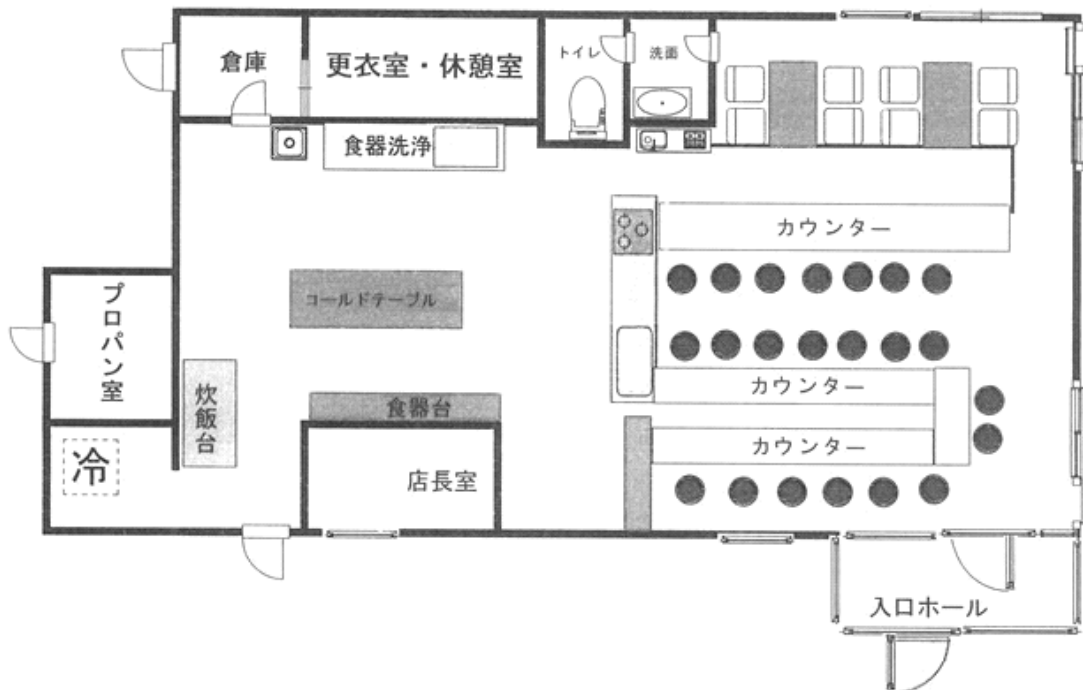 倉庫
更衣室・休憩室
トイレ
洗面
食器洗浄
カウンター
コールドテーブル
プロパン室
カウンター
炊飯台
食器台
カウンター
冷
店長室
入口ホール